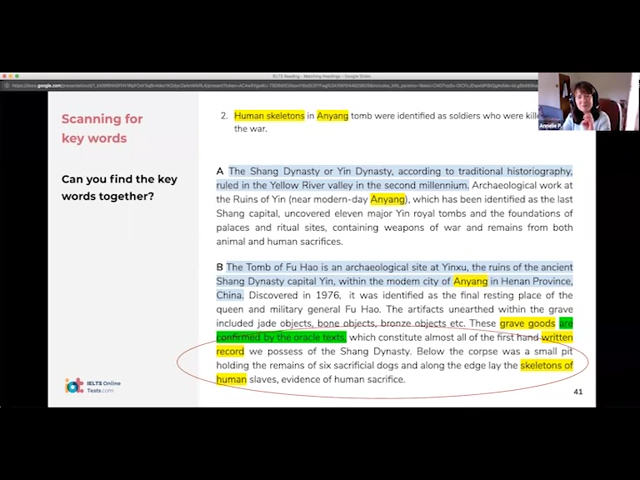 IELTS Reading - Matching Headings - Google Slides
Scanning for
key words
Can you find the key
words together?
2. Human skeletons in Anyang tomb were identified as soldiers who were
the war.
A The Shang Dynasty or Yin Dynasty, according to traditional historiography,
ruled in the Yellow River valley in the second millennium. Archaeological work at
the Ruins of Yin (near modern-day Anyang), which has been identified as the last
Shang capital, uncovered eleven major Yin royal tombs and the foundations of
palaces and ritual sites, containing weapons of war and remains from both
animal and human sacrifices.
B The Tomb of Fu Hao is an archaeological site at Yinxu, the ruins of the ancient
Shang Dynasty capital Yin, within the modern city of Anyang in Henan Province,
China. Discovered in 1976, it was identified as the final resting place of the
queen and military general Fu Hao. The artifacts unearthed within the grave
included jade objects, bone objects, bronze objects etc. These grave goods are
confirmed by the oracle texts, which constitute almost all of the first hand written
record we possess of the Shang Dynasty. Below the corpse was a small pit
holding the remains of six sacrificial dogs and along the edge lay the skeletons of
human slaves, evidence of human sacrifice.
IELTS Online
Tests.com
41
Annelie P